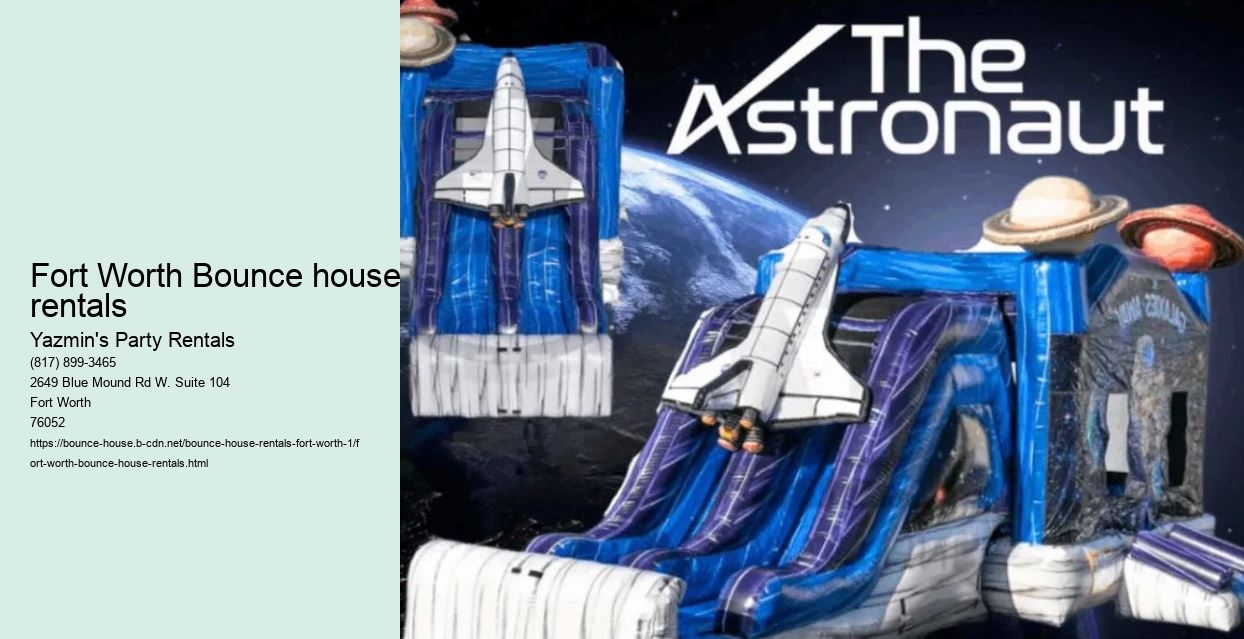 Fort Worth Bounce house
rentals
Yazmin's Party Rentals
(817) 899-3465
2649 Blue Mound Rd W. Suite 104
Fort Worth
76052
https://bounce-house.b-cdn.net/bounce-house-rentals-fort-worth-1/f
ort-worth-bounce-house-rentals.html
The
Astronaut